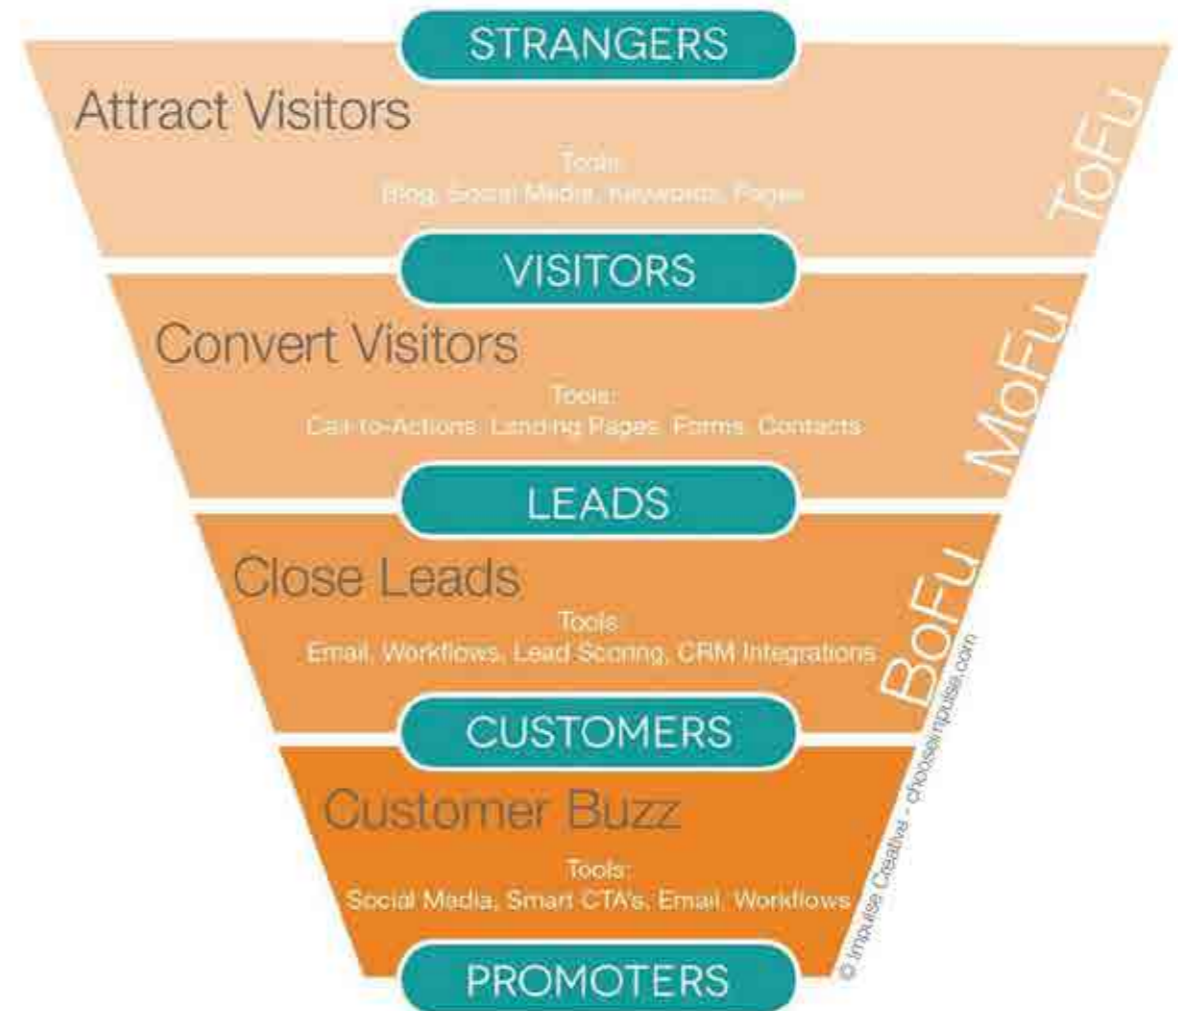 STRANGERS
Attract Visitors
Tools:
Blog, Social Media, Keywords, Pages
ToFu
VISITORS
Convert Visitors
Tools:
Call-to-Actions, Landing Pages, Forms, Contacts
MoFu
LEADS
Close Leads
Tools
Email, Workflows, Lead Scoring, CRM Integrations
BoFu
CUSTOMERS
Customer Buzz
Tools:
Social Media, Smart CTA's, Email, Workflows
© Impulse Creative - chooseimpulse.com
PROMOTERS